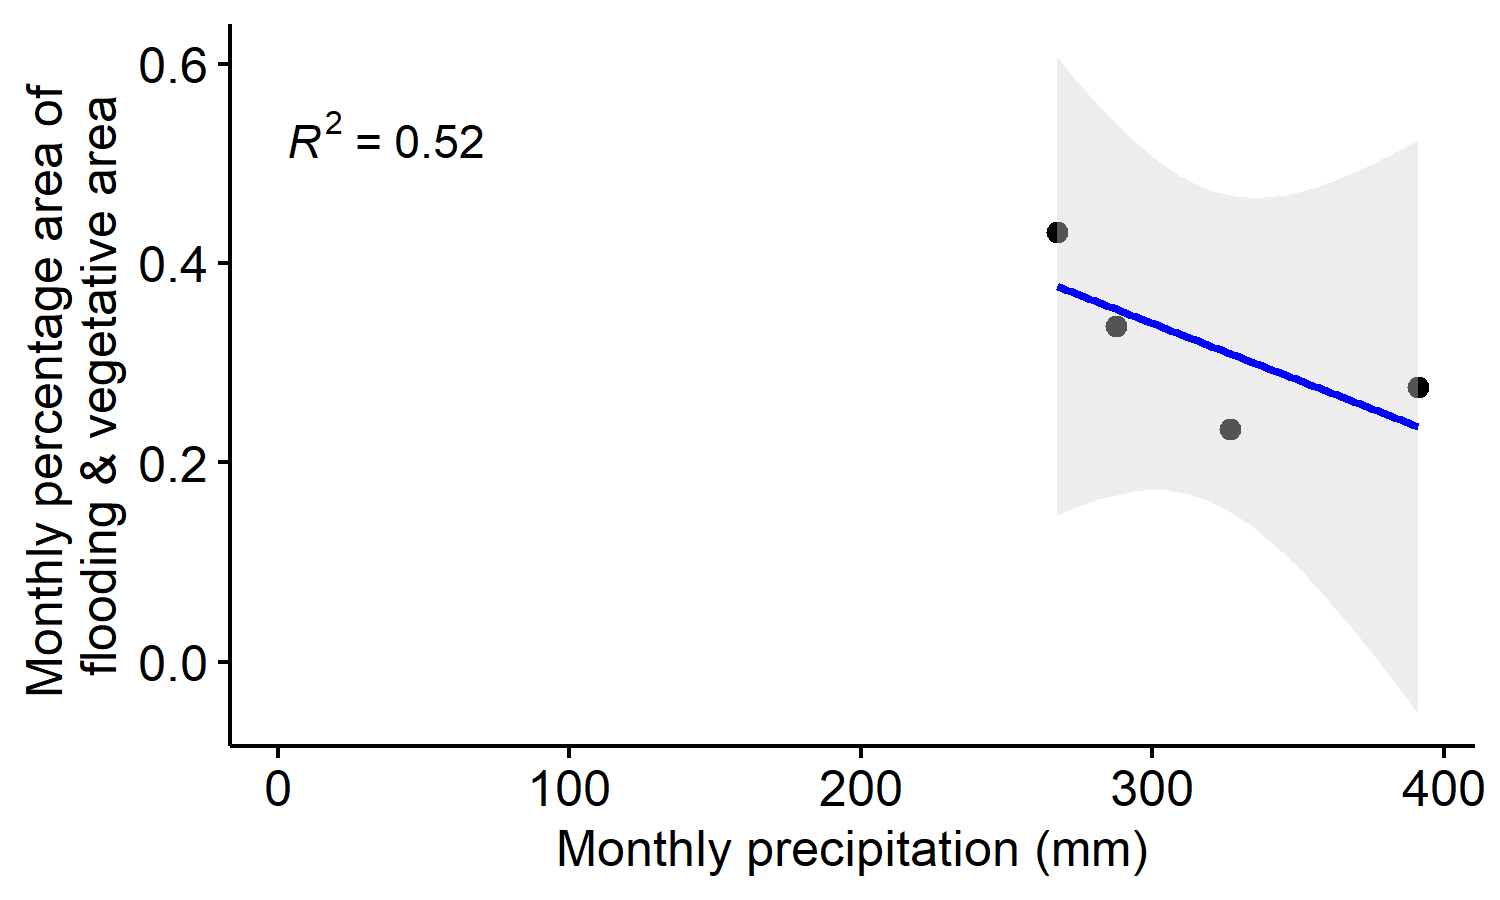 Monthly percentage area of
flooding & vegetative area
0.6
0.4
0.2
0.0
R² = 0.52
0 100 200 300 400
Monthly precipitation (mm)